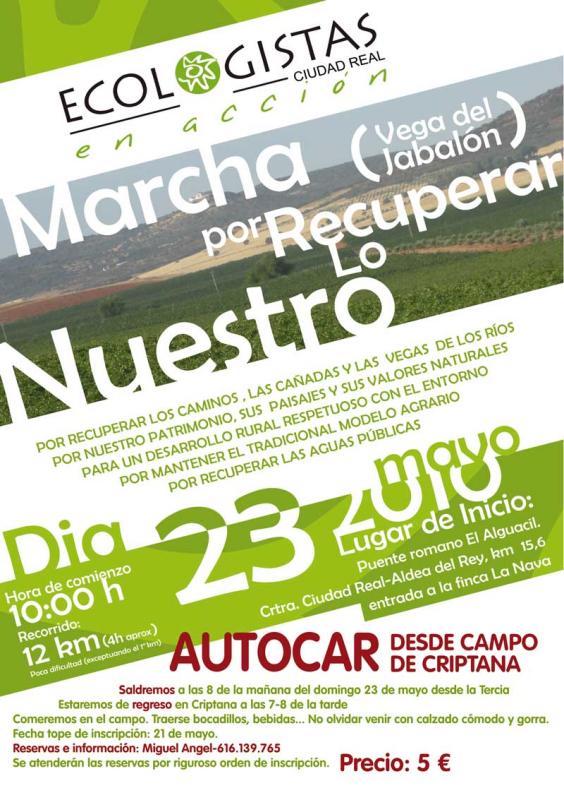 ECOLOGISTAS
CIUDAD REAL
en acción
Marcha (Vega del Jabalón)
por Recuperar
Lo
Nuestro
POR RECUPERAR LOS CAMINOS , LAS CAÑADAS Y LAS VEGAS DE LOS RÍOS
POR NUESTRO PATRIMONIO, SUS PAISAJES Y SUS VALORES NATURALES
PARA UN DESARROLLO RURAL RESPETUOSO CON EL ENTORNO
POR MANTENER EL TRADICIONAL MODELO AGRARIO
POR RECUPERAR LAS AGUAS PÚBLICAS
Dia 23 mayo 2010
Hora de comienzo
10:00 h
Recorrido:
12 km (4h aprox)
Poca dificultad (exceptuando el 1ºkm)
Lugar de Inicio:
Puente romano El Alguacil.
Crtra. Ciudad Real-Aldea del Rey, km 15,6
entrada a la finca La Nava
AUTOCAR DESDE CAMPO
DE CRIPTANA
Saldremos a las 8 de la mañana del domingo 23 de mayo desde la Tercia
Estaremos de regreso en Criptana a las 7-8 de la tarde
Comeremos en el campo. Traerse bocadillos, bebidas... No olvidar venir con calzado cómodo y gorra.
Fecha tope de inscripción: 21 de mayo.
Reservas e información: Miguel Angel-616.139.765
Se atenderán las reservas por riguroso orden de inscripción.
Precio: 5 €